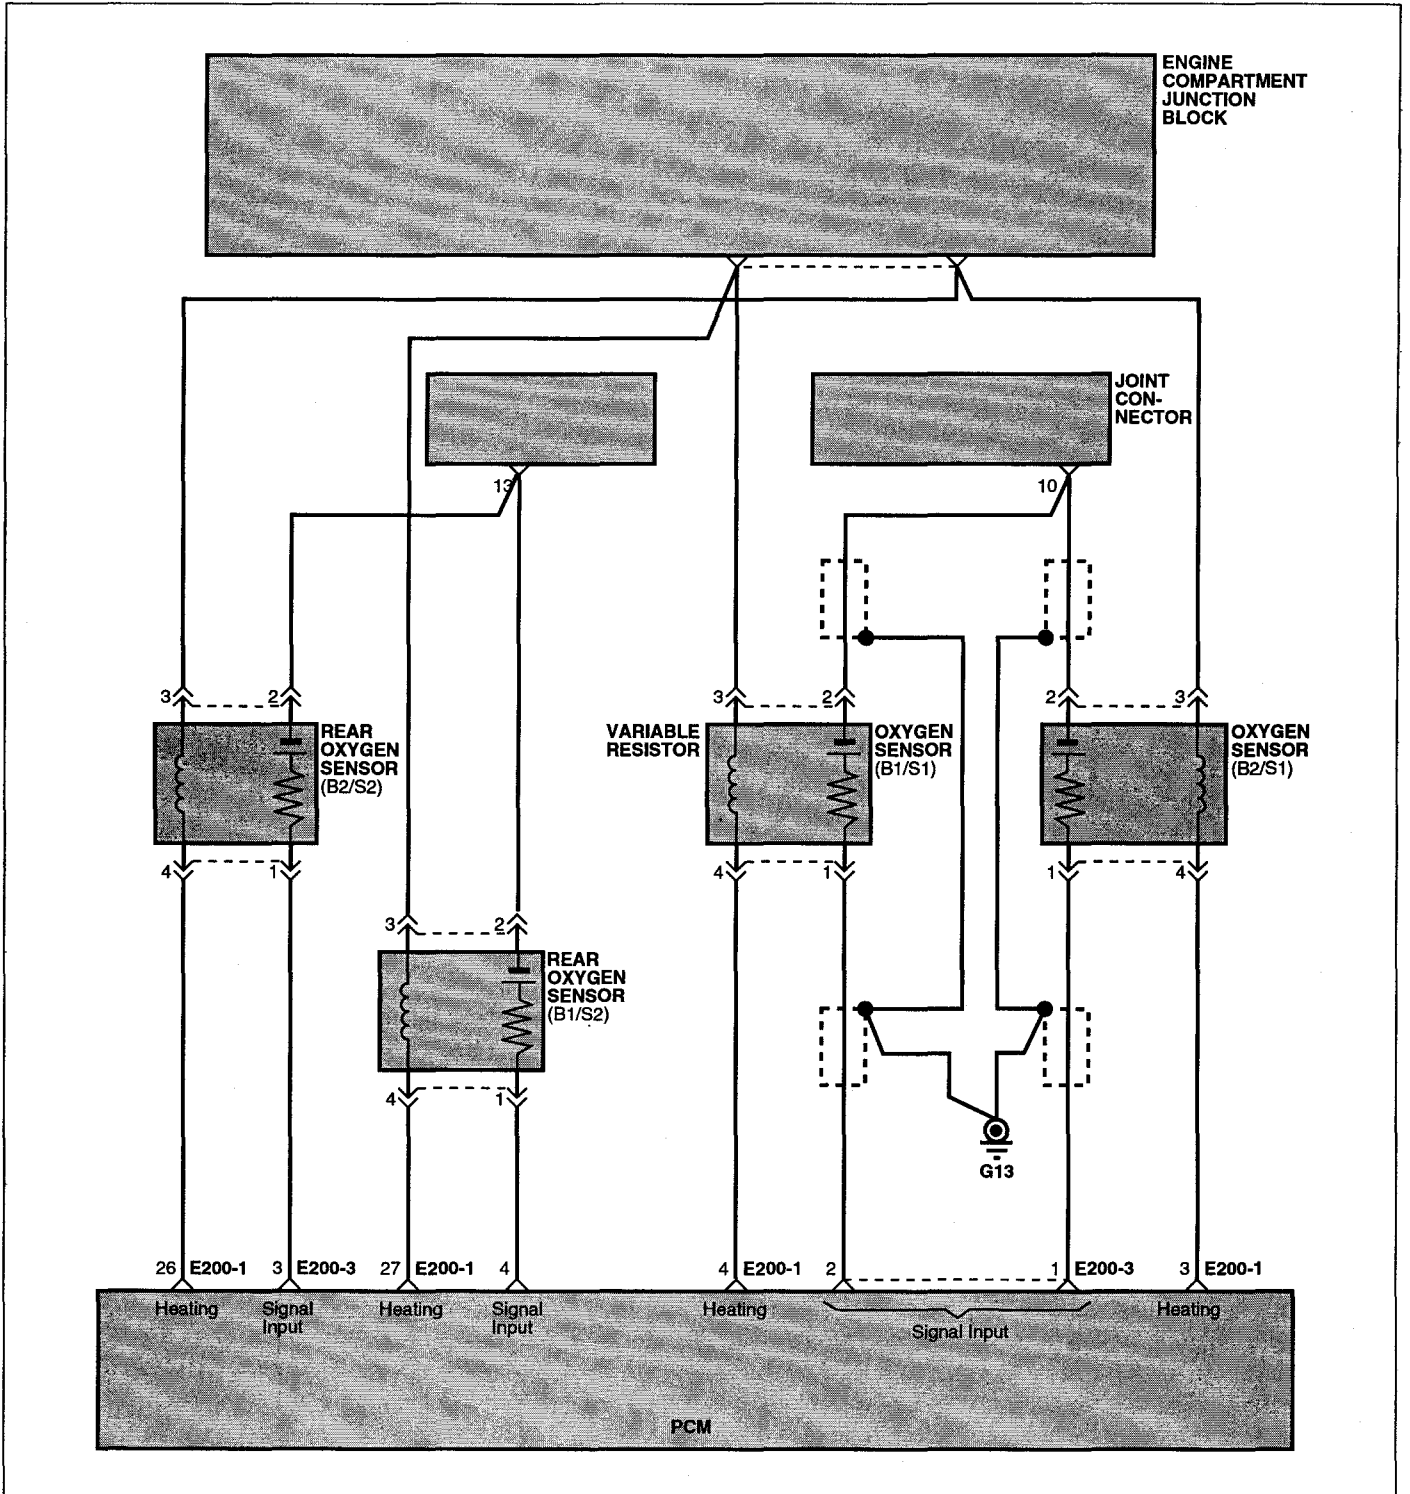 ENGINE
COMPARTMENT
JUNCTION
BLOCK
JOINT
CON-
NECTOR
13
10
3
2
REAR
OXYGEN
SENSOR
(B2/S2)
4
1
3
2
VARIABLE
RESISTOR
OXYGEN
SENSOR
(B1/S1)
4
1
2
3
OXYGEN
SENSOR
(B2/S1)
1
4
3
2
REAR
OXYGEN
SENSOR
(B1/S2)
4
1
G13
26 E200-1 3 E200-3 27 E200-1 4 4 E200-1 2 1 E200-3 3 E200-1
Heating
Signal
Input
Heating
Signal
Input
Heating
Signal Input
Heating
PCM